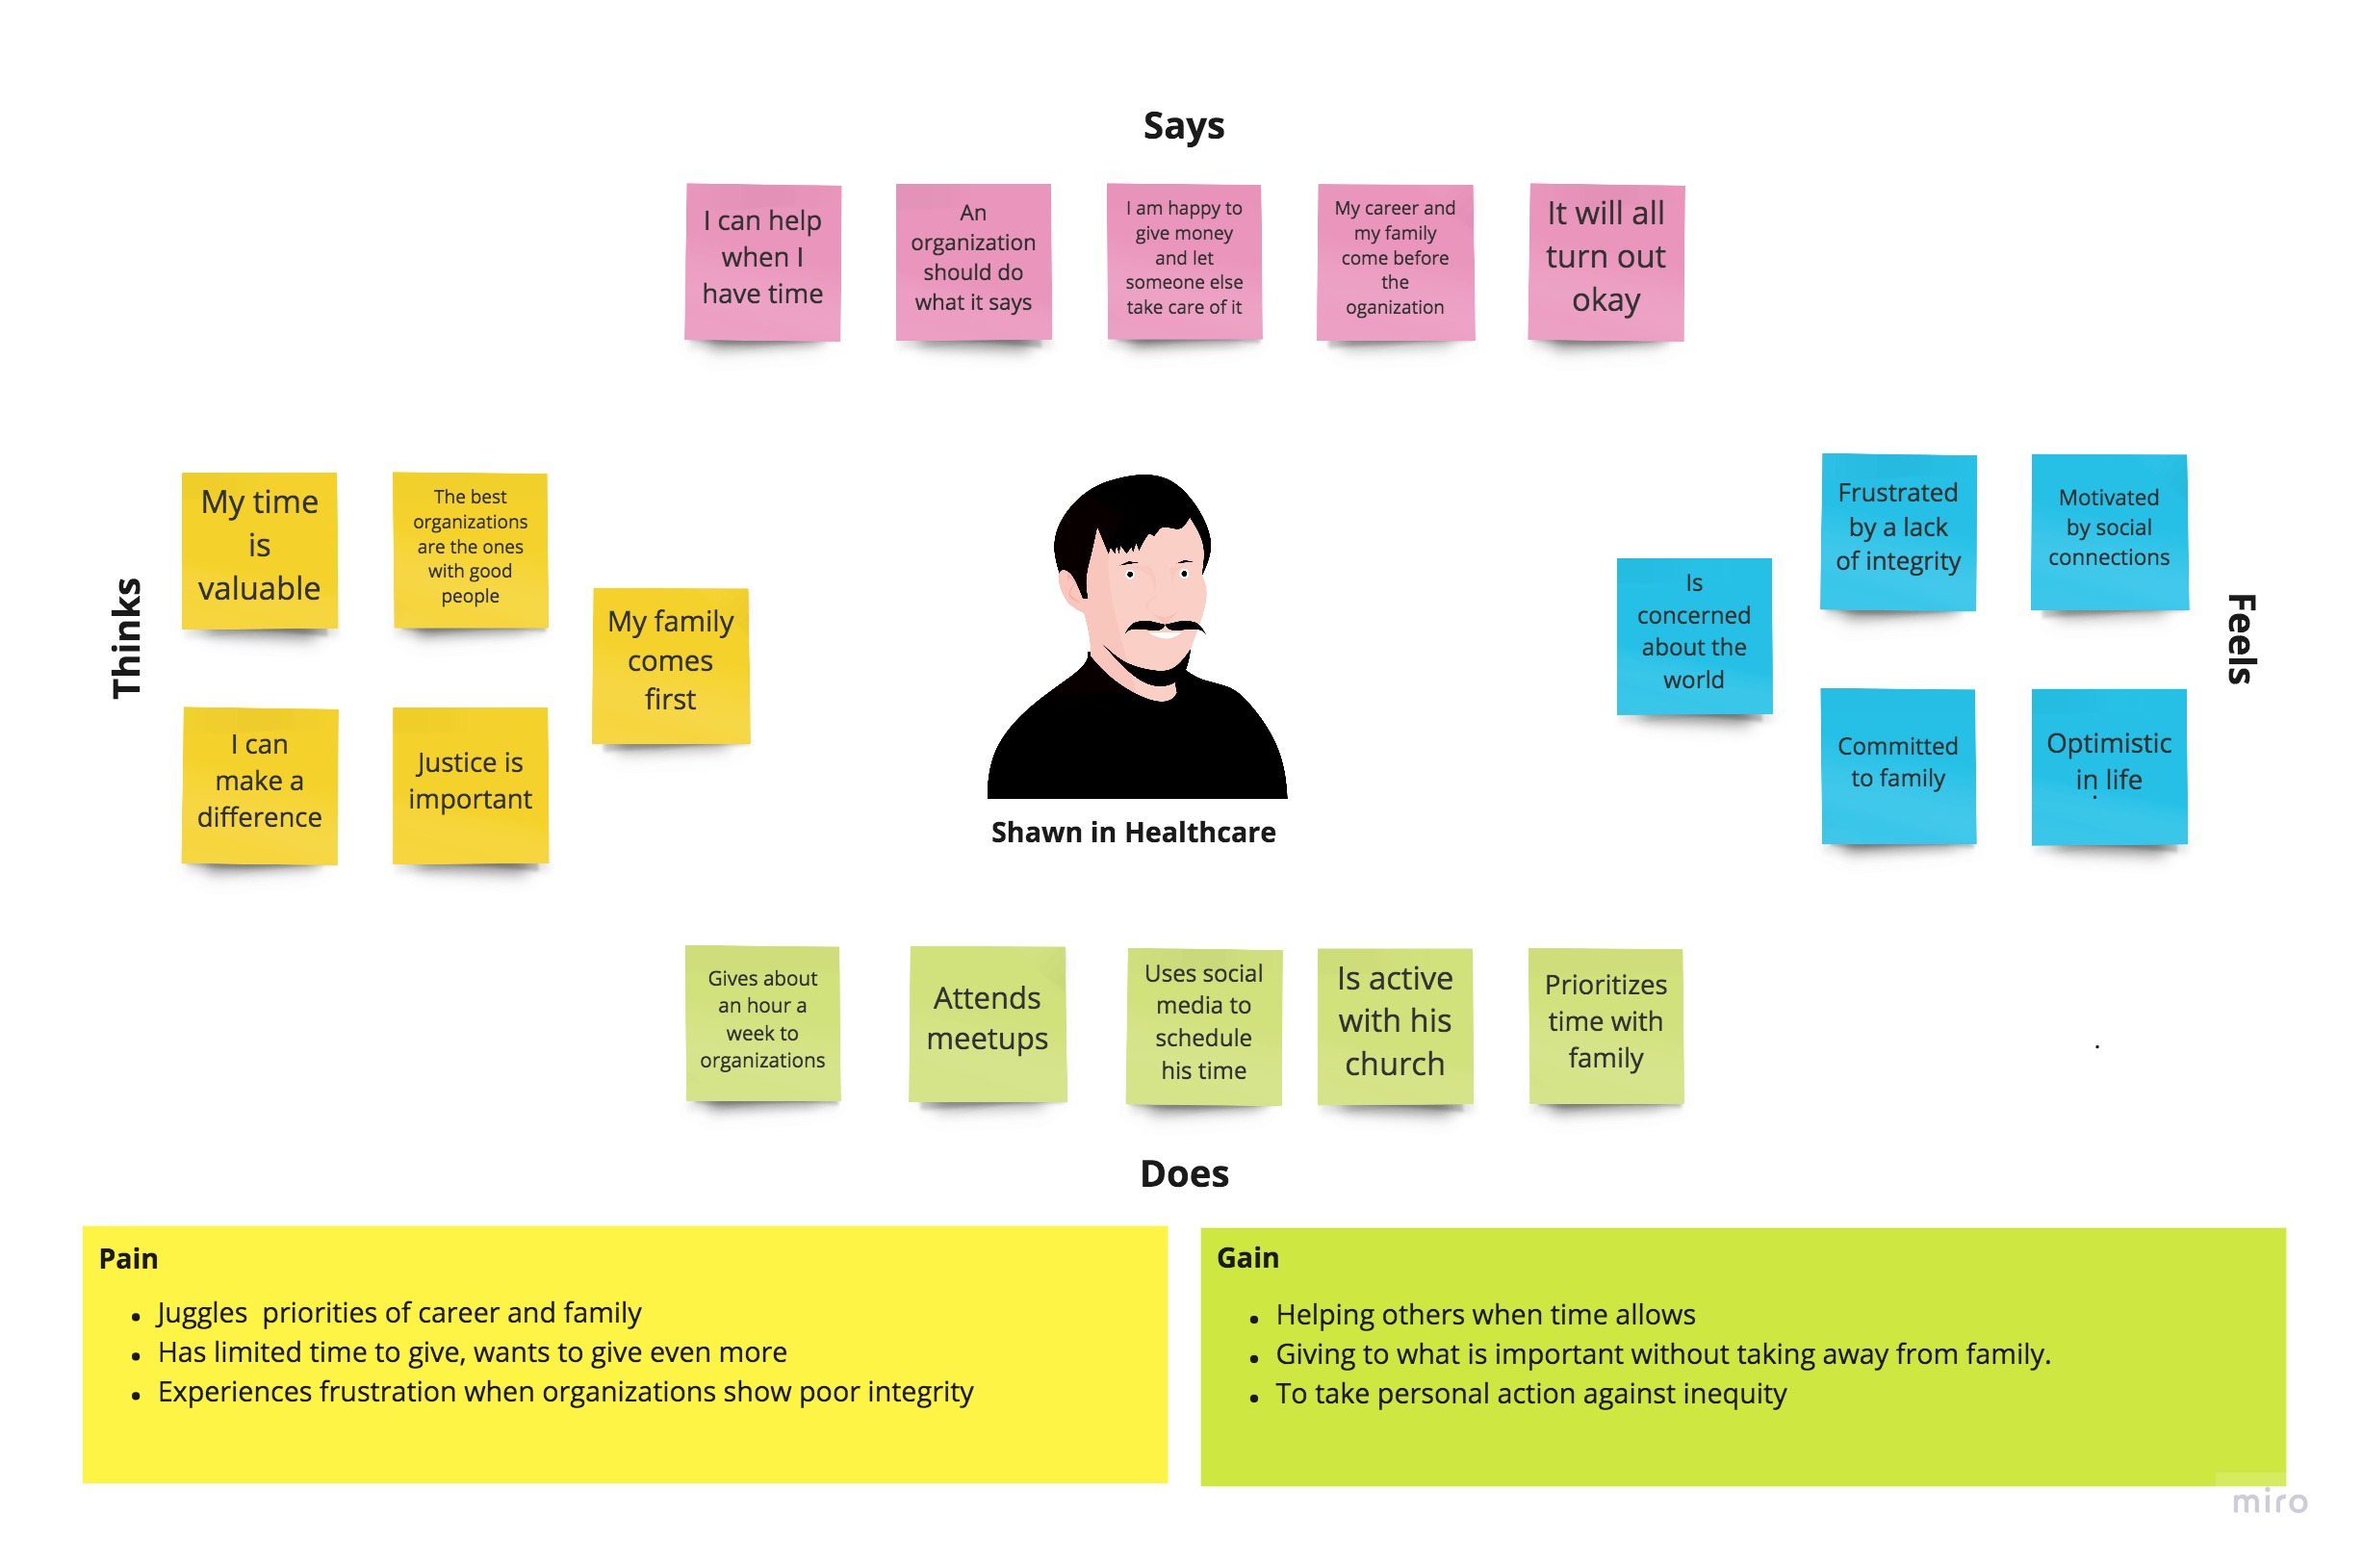 Says
I can help
when I
have time
An
organization
should do
what it says
I am happy to
give money
and let
someone else
take care of it
My career and
my family
come before
the
oganization
It will all
turn out
okay
Thinks
My time
is
valuable
The best
organizations
are the ones
with good
people
My family
comes
first
I can
make a
difference
Justice is
important
Shawn in Healthcare
Is
concerned
about the
world
Frustrated
by a lack
of integrity
Motivated
by social
connections
Committed
to family
Optimistic
in life
Feels
Gives about
an hour a
week to
organizations
Attends
meetups
Uses social
media to
schedule
his time
Is active
with his
church
Prioritizes
time with
family
Does
Pain
• Juggles  priorities of career and family
• Has limited time to give, wants to give even more
• Experiences frustration when organizations show poor integrity
Gain
• Helping others when time allows
• Giving to what is important without taking away from family.
• To take personal action against inequity
miro